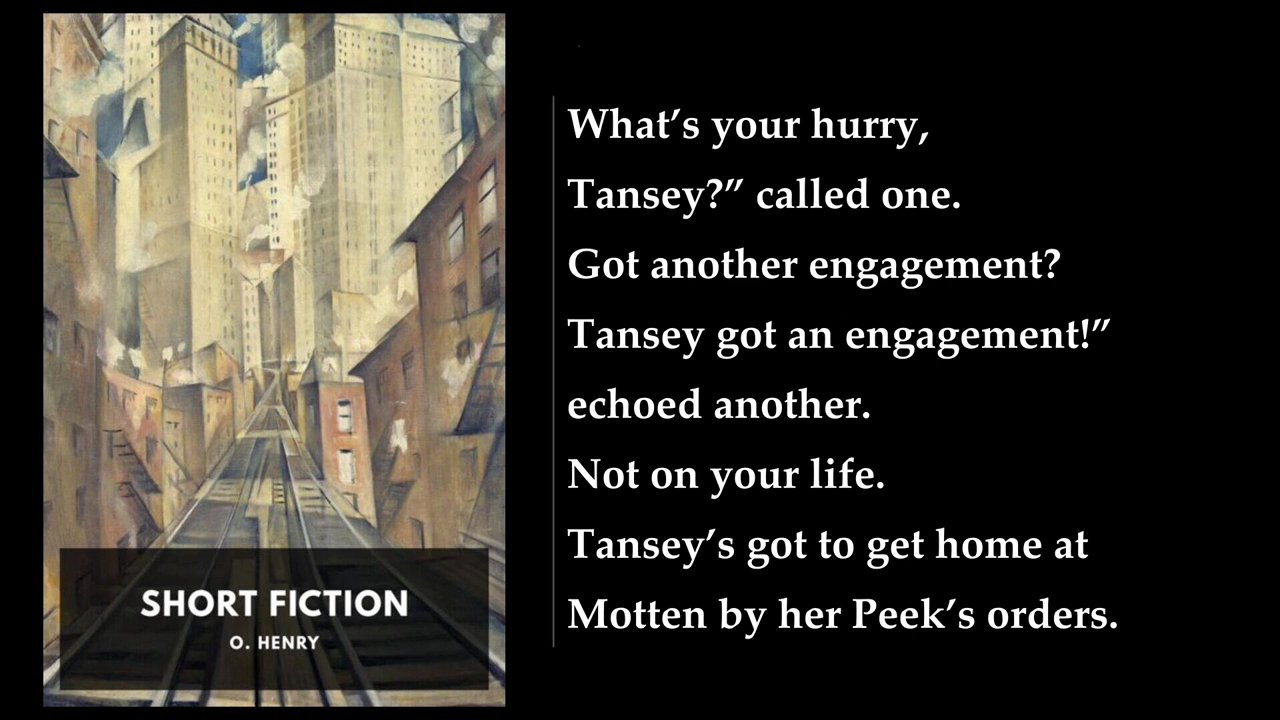 SHORT FICTION
O. HENRY
What’s your hurry,
Tansey?” called one.
Got another engagement?
Tansey got an engagement!”
echoed another.
Not on your life.
Tansey’s got to get home at
Motten by her Peek’s orders.